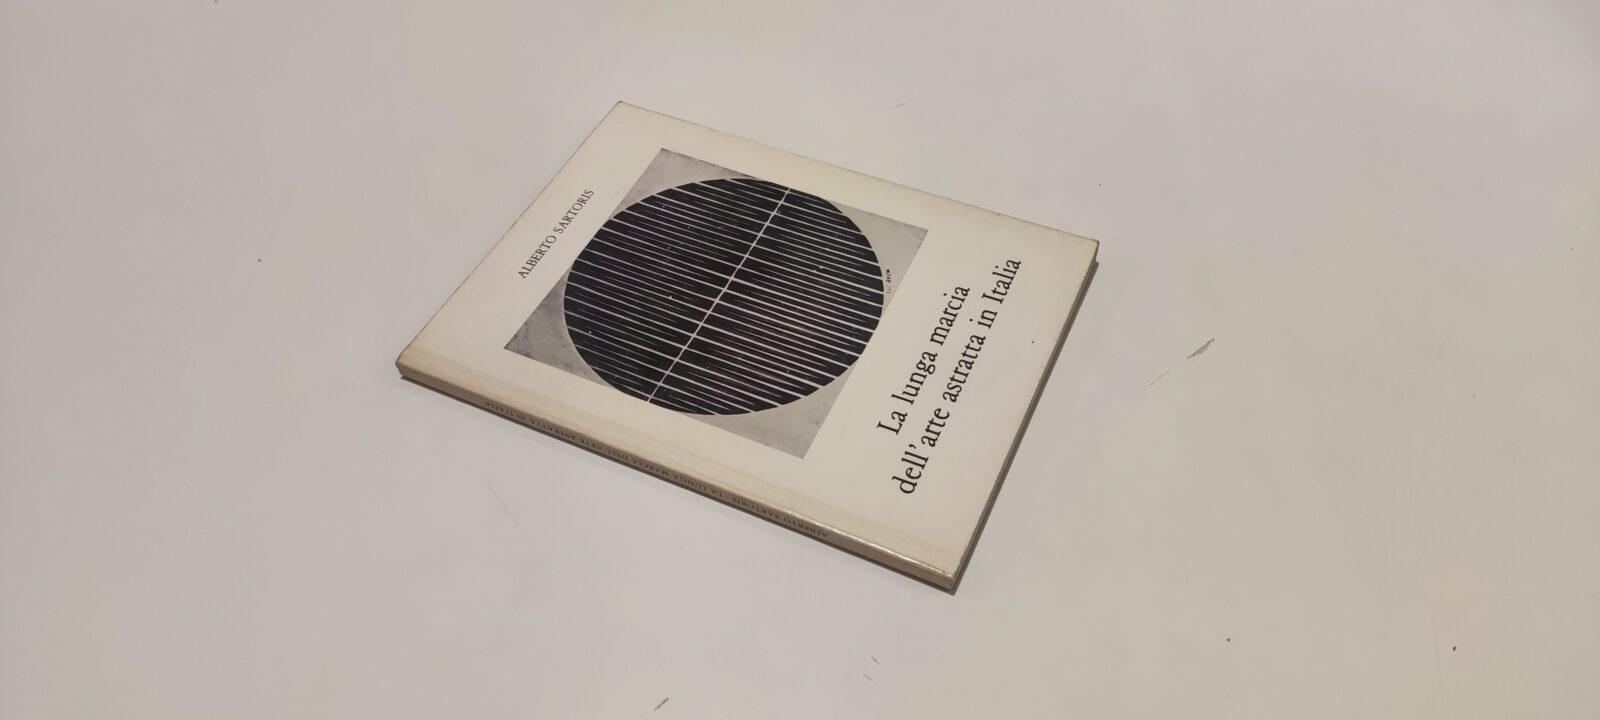 ALBERTO SARTORIS
La lunga marcia
dell'arte astratta in Italia
ALBERTO SARTORIS - LA LUNGA MARCIA DELL'ARTE ASTRATTA IN ITALIA